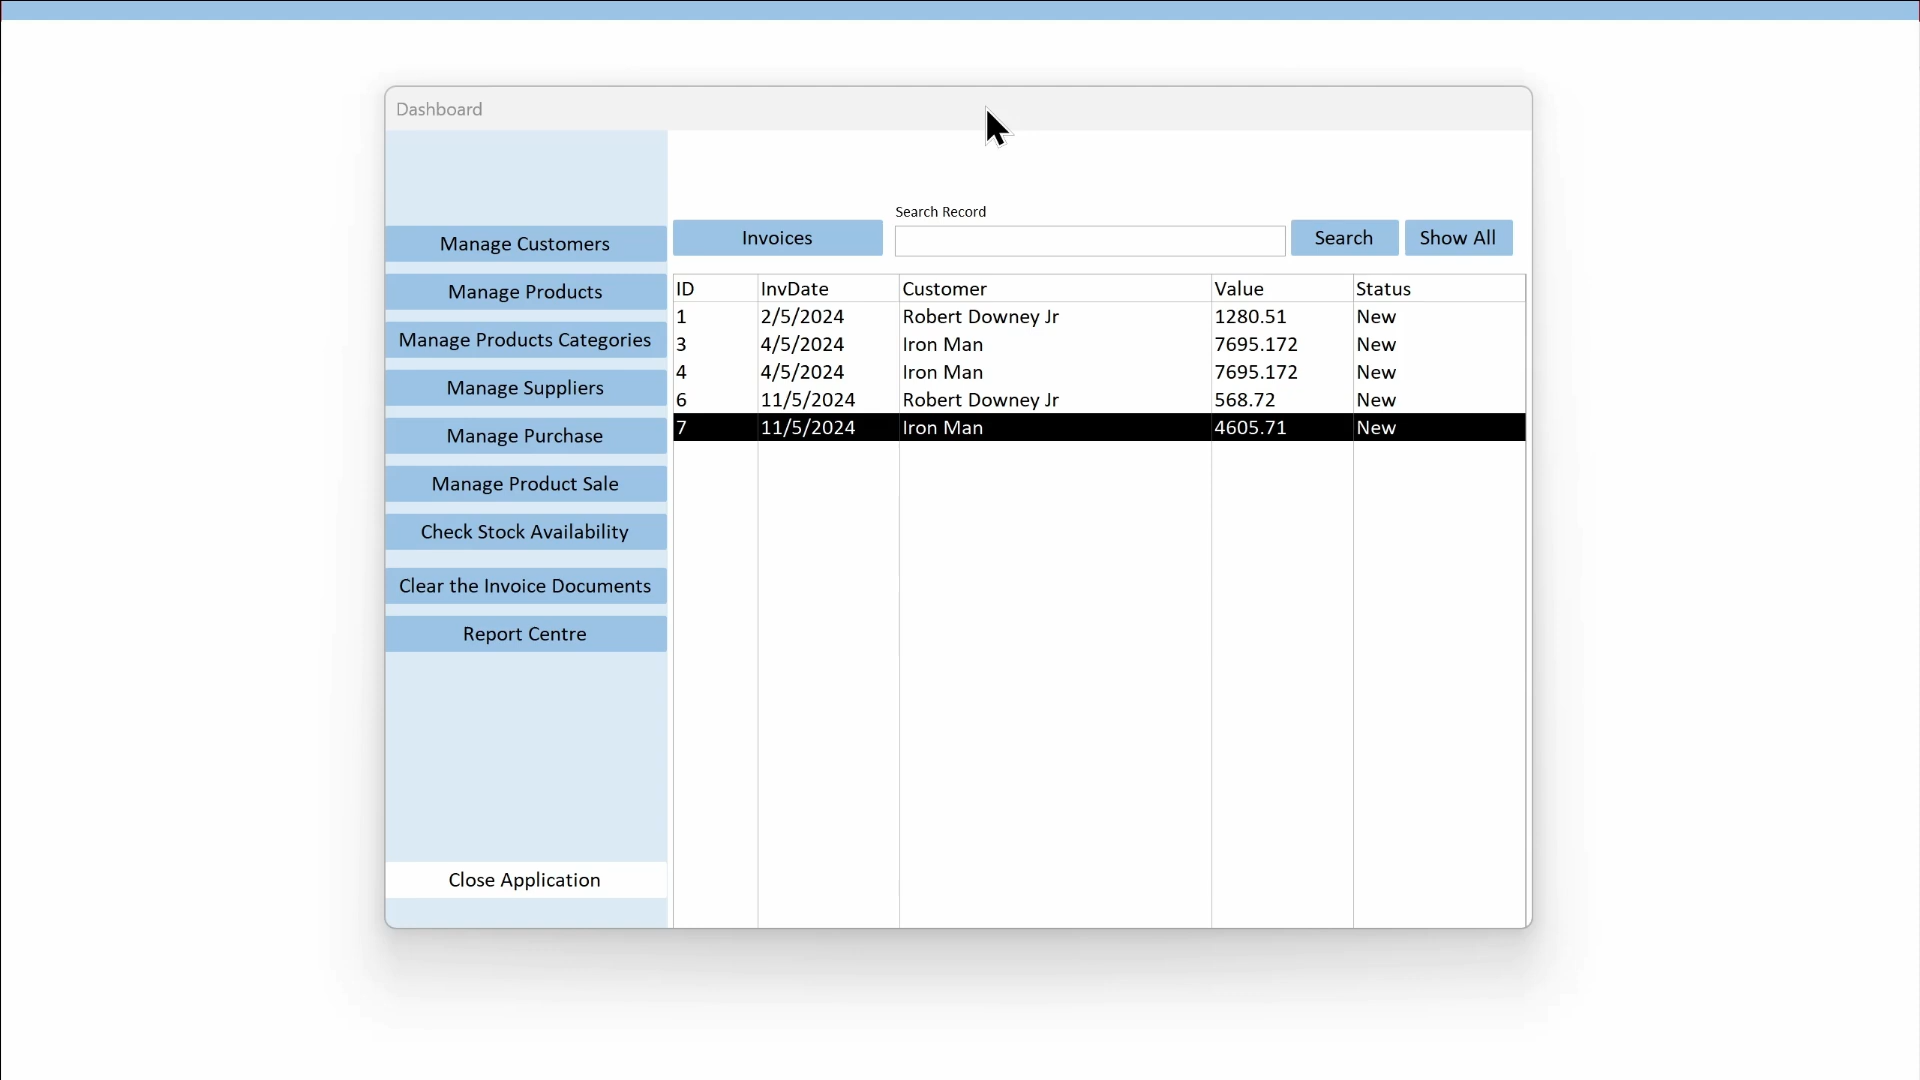 Dashboard
Manage Customers
Manage Products
Manage Products Categories
Manage Suppliers
Manage Purchase
Manage Product Sale
Check Stock Availability
Clear the Invoice Documents
Report Centre
Close Application
Search Record
Invoices Search Show All
ID InvDate Customer Value Status
1 2/5/2024 Robert Downey Jr 1280.51 New
3 4/5/2024 Iron Man 7695.172 New
4 4/5/2024 Iron Man 7695.172 New
6 11/5/2024 Robert Downey Jr 568.72 New
7 11/5/2024 Iron Man 4605.71 New